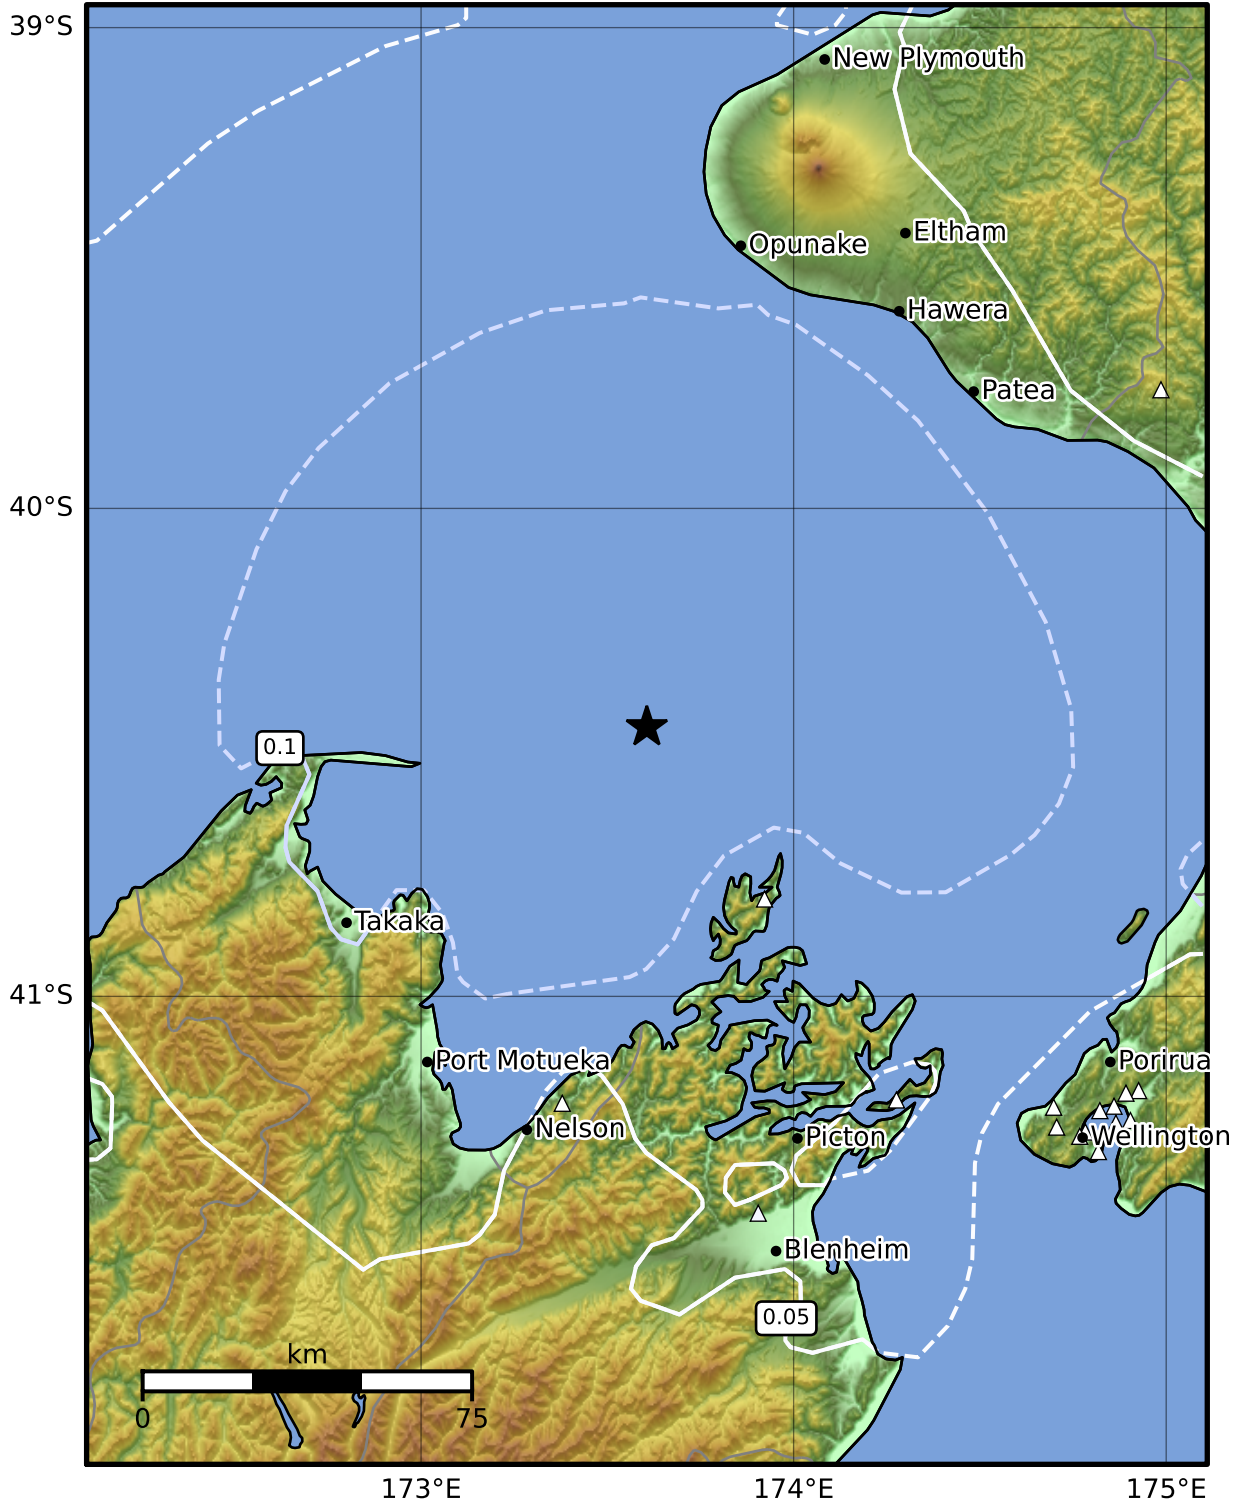 39°S
New Plymouth
Eltham
Opunake
Hawera
Patea
40°S
0.1
Takaka
41°S
Port Motueka
Porirua
Nelson
Picton
Wellington
Blenheim
0.05
km
0
75
173°E
174°E
175°E